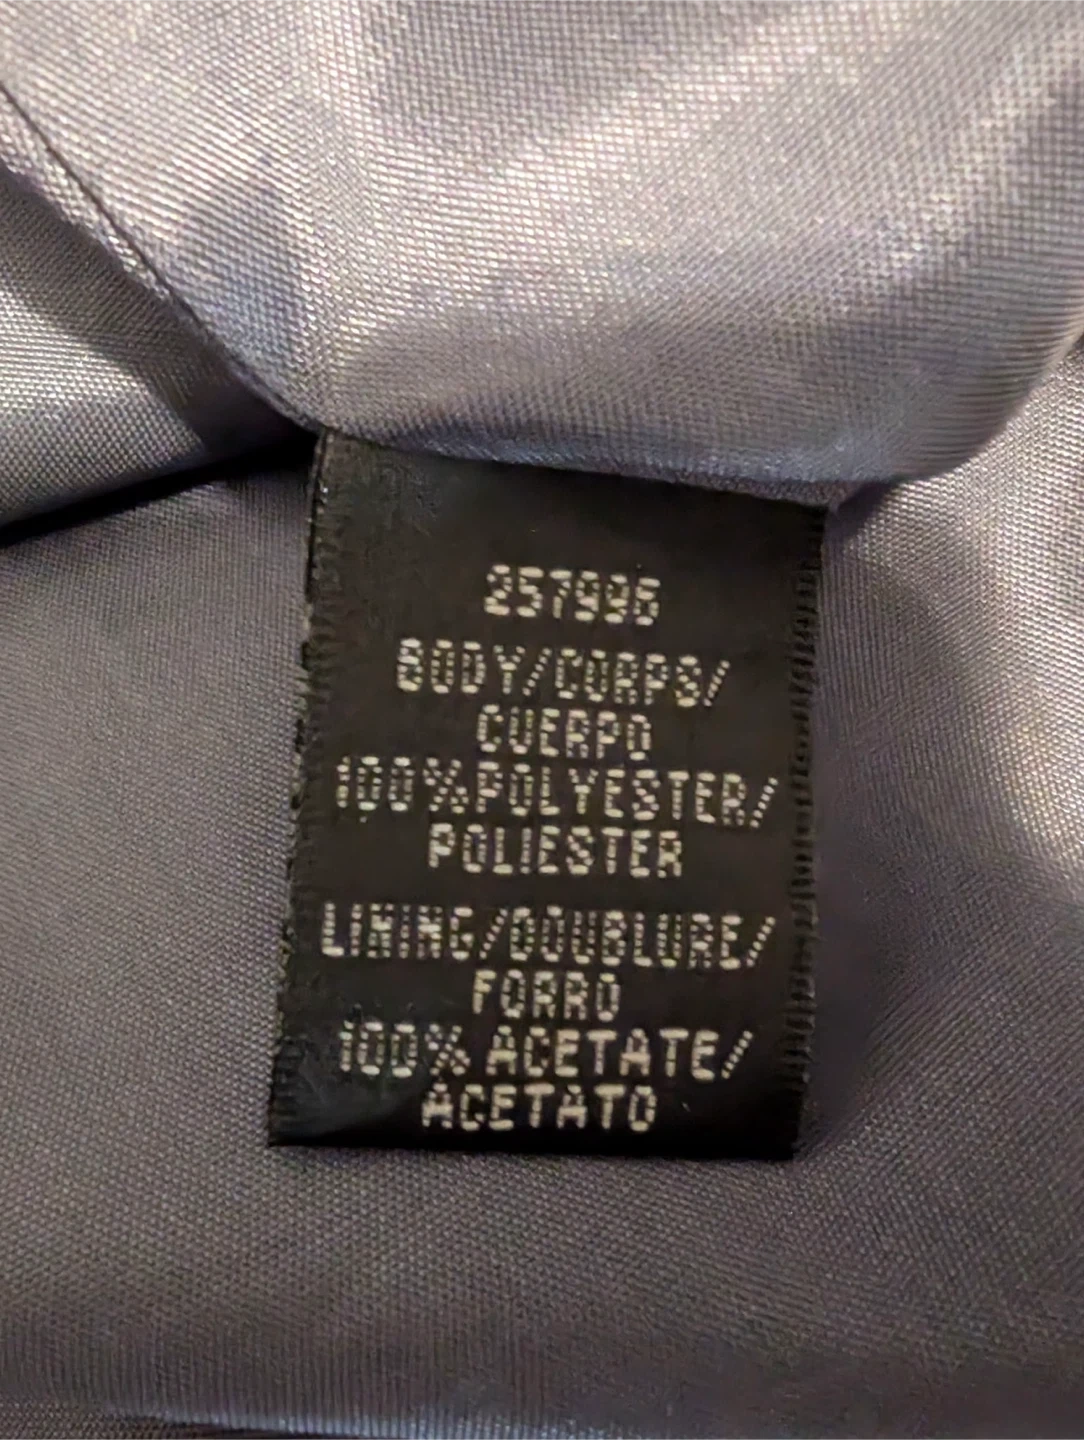 257996
BODY/CORPS/
CUERPO
100%POLYESTER/
POLIESTER
LINING/DOUBLURE/
FORRO
100% ACETATE/
ACETATO